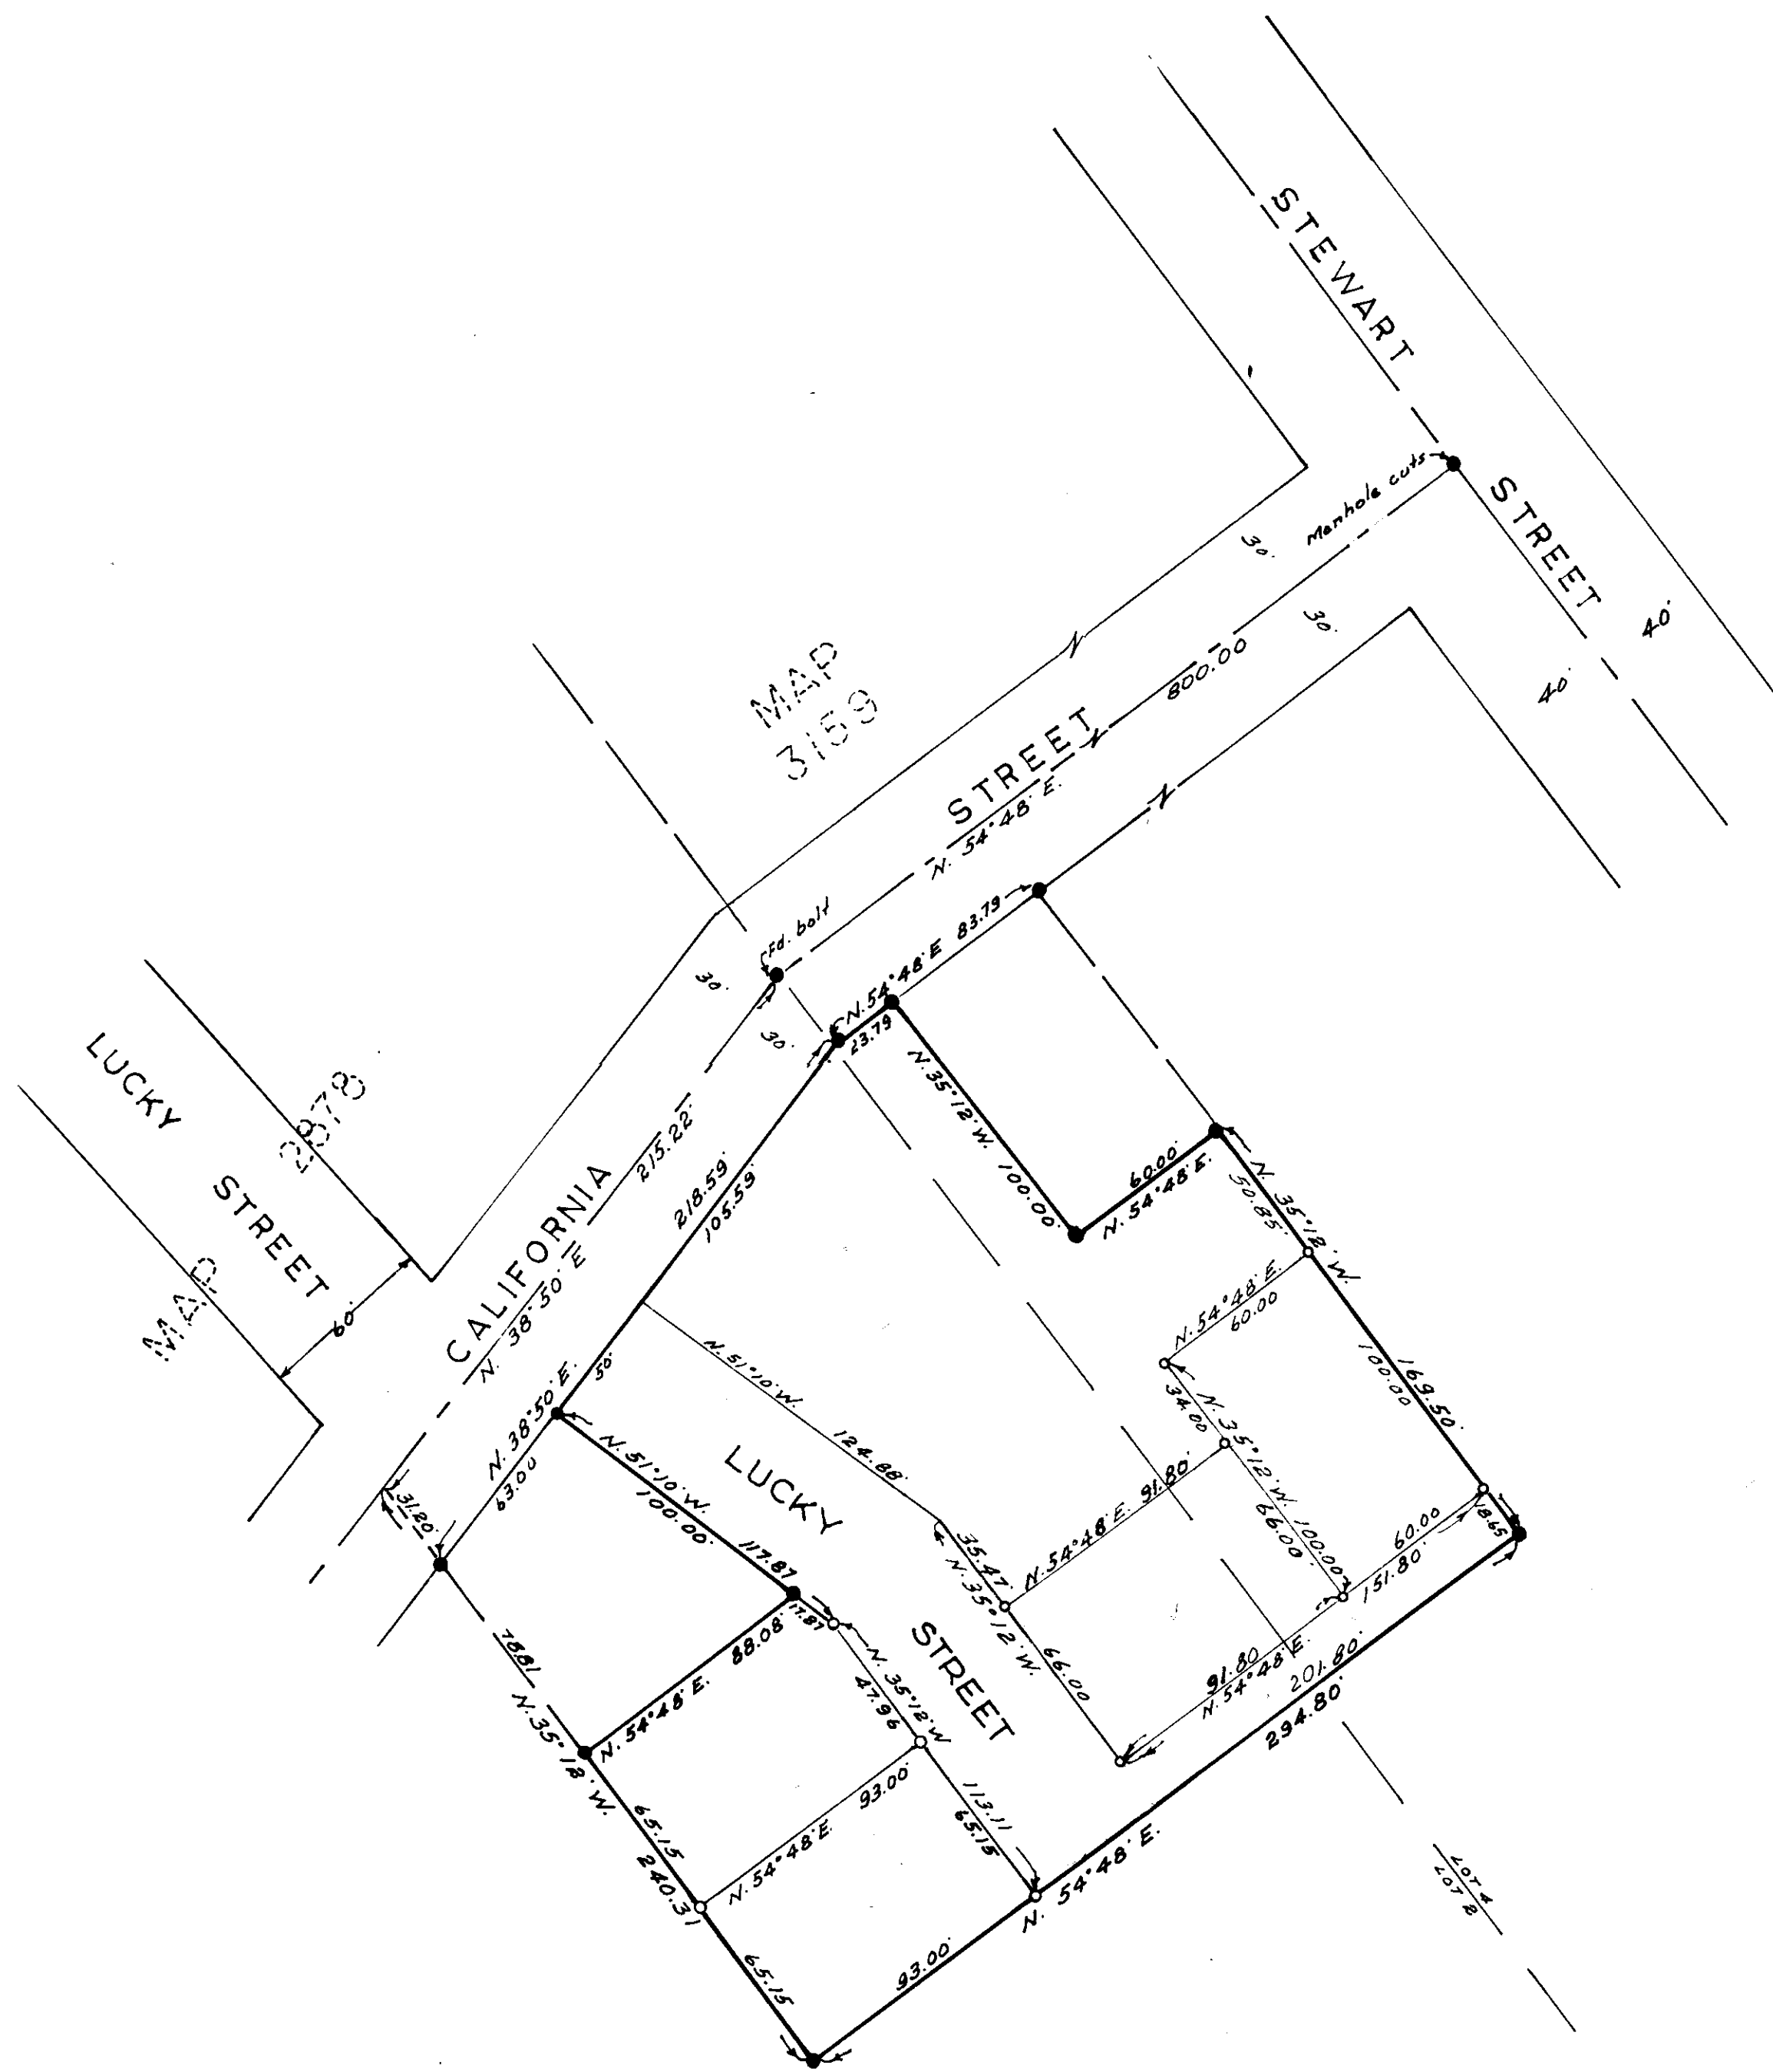 STEWART
STREET
Manhole cuts
30'
30'
40'
40'
MAP
3159
STREET
800.00
N. 54°48' E.
Fd. bolt
30'
30'
N. 54°48' E 83.79
23.79
LUCKY
STREET
MAP
2878
60'
CALIFORNIA
215.22'
N. 38°50' E
218.59'
105.59'
50'
N. 38°50' E.
63.00
31.20'
N. 35°12' W. 100.00'
60.00'
N. 54°48' E.
N. 35°12' W.
50.85'
N. 54°48' E.
60.00
169.50'
100.00
34.00
N. 35°12' W. 100.00'
66.00'
N. 51°10' W. 124.88'
N. 51°10' W. 117.87
100.00'
17.87
LUCKY
STREET
N. 54°48' E. 91.80'
35.47'
N. 35°12' W.
66.00
60.00
18.65
151.80'
91.80
N. 54°48' E.
201.80'
294.80'
N. 54°48' E.
88.08'
N. 54°48' E.
N. 35°12' W
47.96
113.11
65.15
78.81
N. 35°12' W.
65.15
240.31
N. 54°48' E. 93.00'
65.15
93.00'
LOT 4
LOT 2